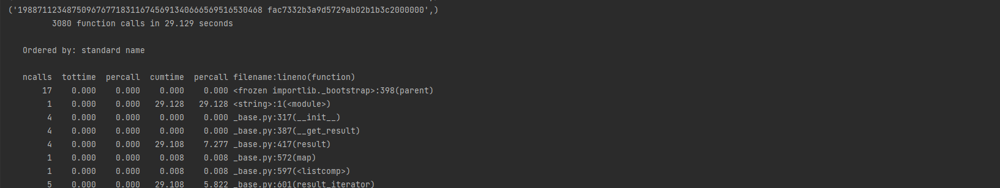 ('19887112348750967677183116745691340666569516530468 fac7332b3a9d5729ab02b1b3c2000000',)
3080 function calls in 29.129 seconds
Ordered by: standard name
ncalls tottime percall cumtime percall filename:lineno(function)
17 0.000 0.000 0.000 0.000 <frozen importlib._bootstrap>:398(parent)
1 0.000 0.000 29.128 29.128 <string>:1(<module>)
4 0.000 0.000 0.000 0.000 _base.py:317(__init__)
4 0.000 0.000 0.000 0.000 _base.py:387(__get_result)
4 0.000 0.000 29.108 7.277 _base.py:417(result)
1 0.000 0.000 0.008 0.008 _base.py:572(map)
1 0.000 0.000 0.008 0.008 _base.py:597(<listcomp>)
5 0.000 0.000 29.108 5.822 _base.py:601(result_iterator)